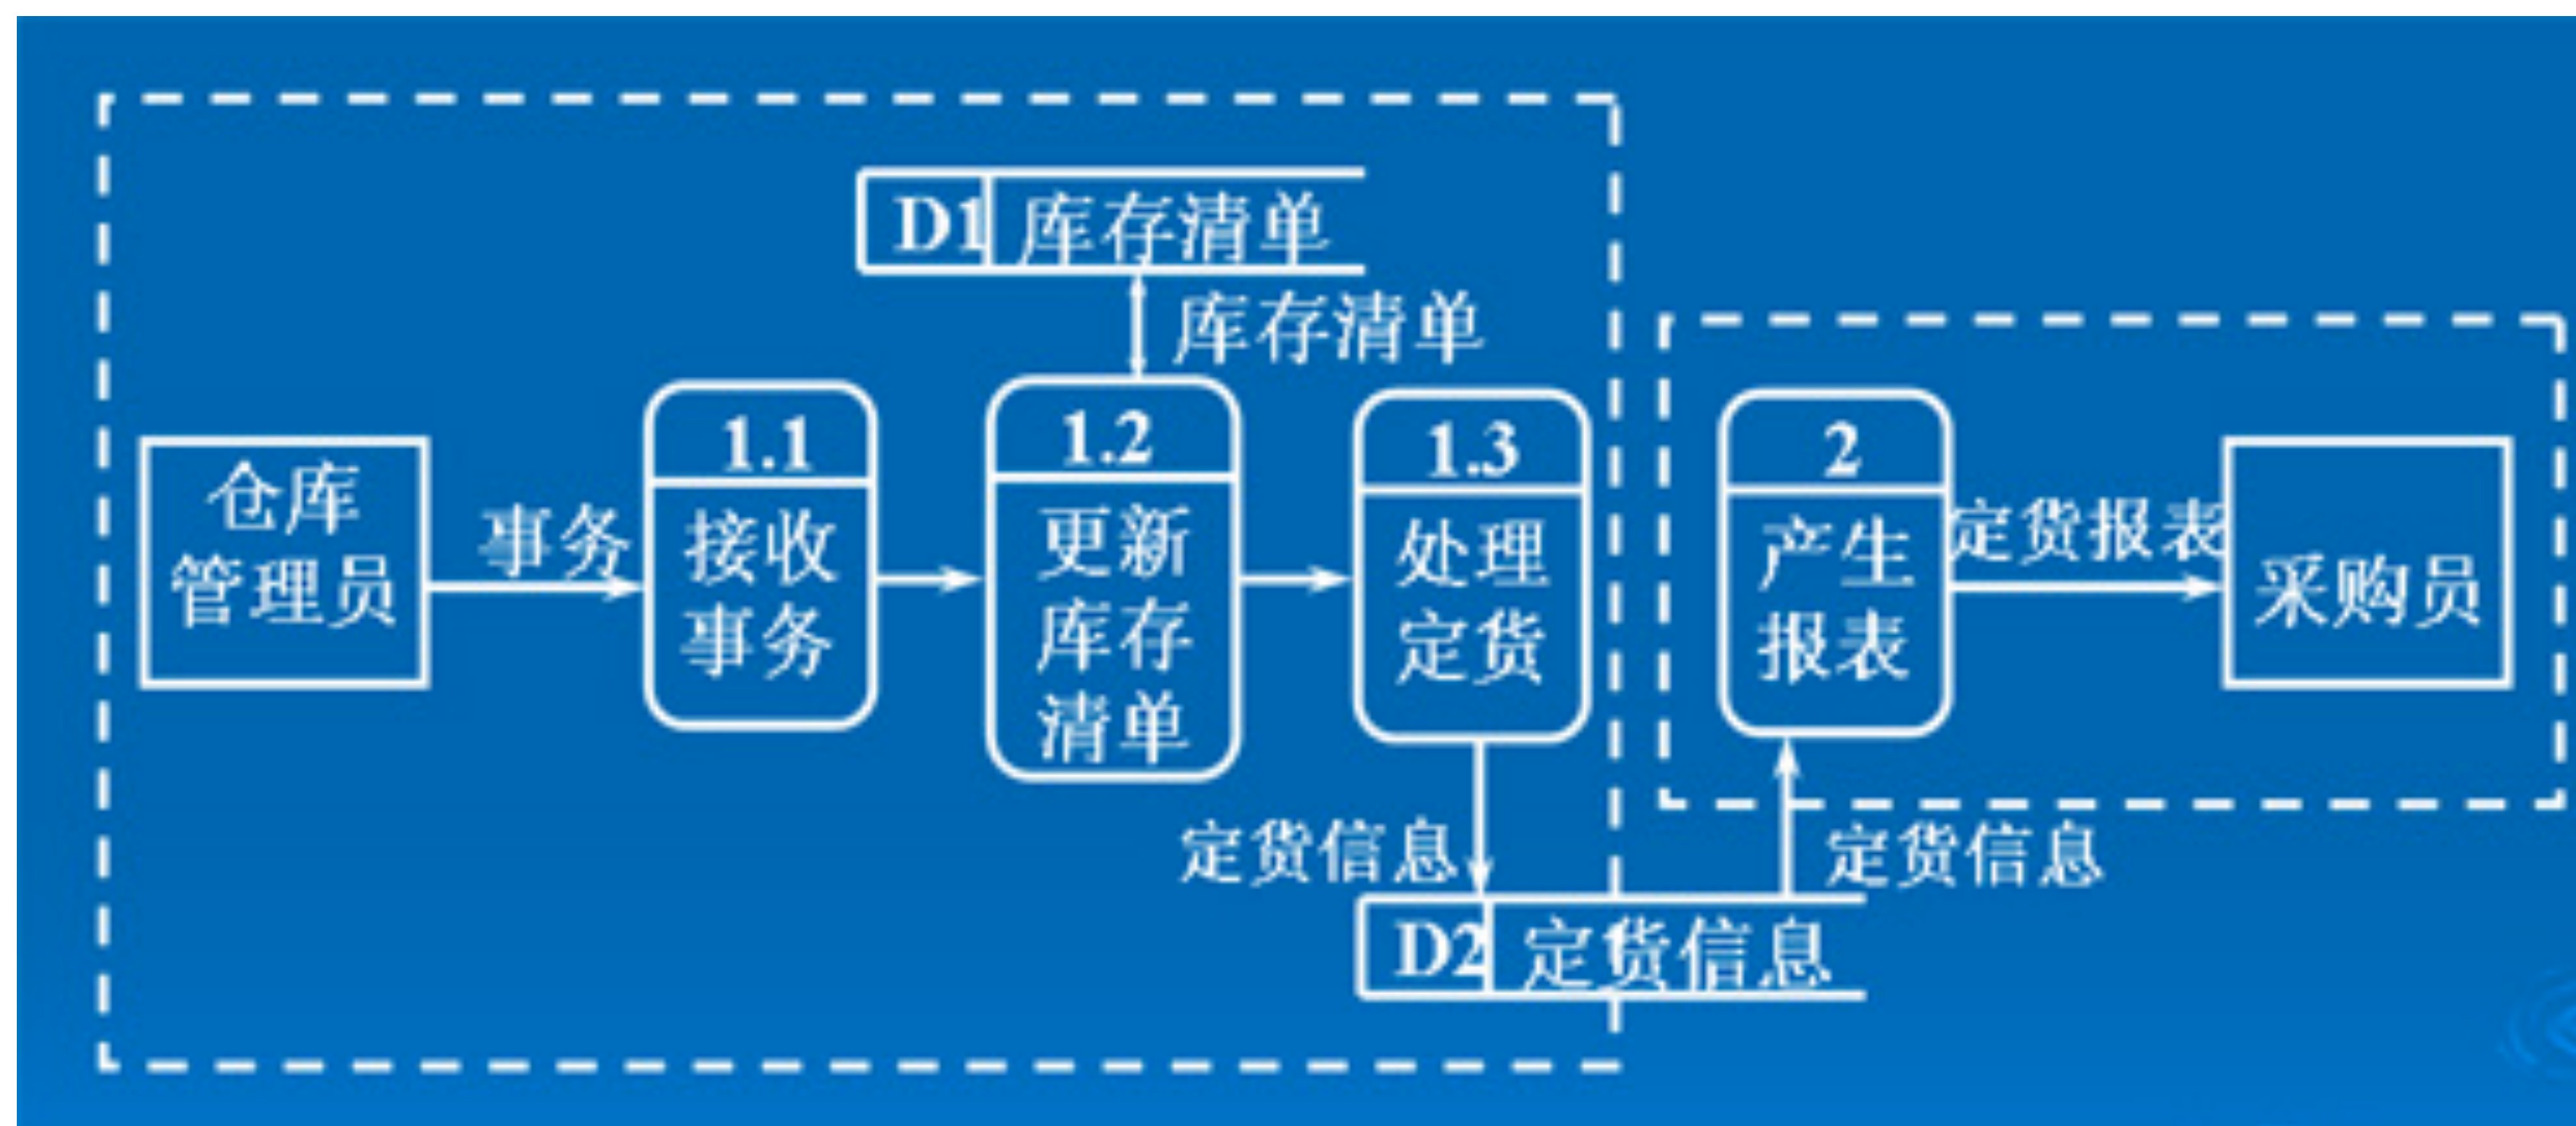 D1 库存清单
库存清单
仓库
管理员
事务
1.1
接收
事务
1.2
更新
库存
清单
1.3
处理
定货
2
产生
报表
定货报表
采购员
定货信息
定货信息
D2 定货信息